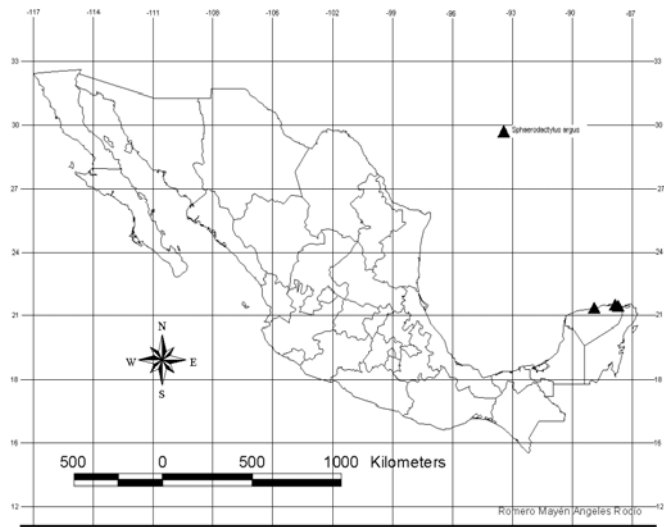 -117 -114 -111 -108 -105 -102 -99 -96 -93 -90 -87
33 33
30 Sphaerodactylus argus 30
27 27
24 24
21 21
N
W E
S
18 18
500 0 500 1000 Kilometers
15 15
12 12
Romero Mayén Angeles Rocío